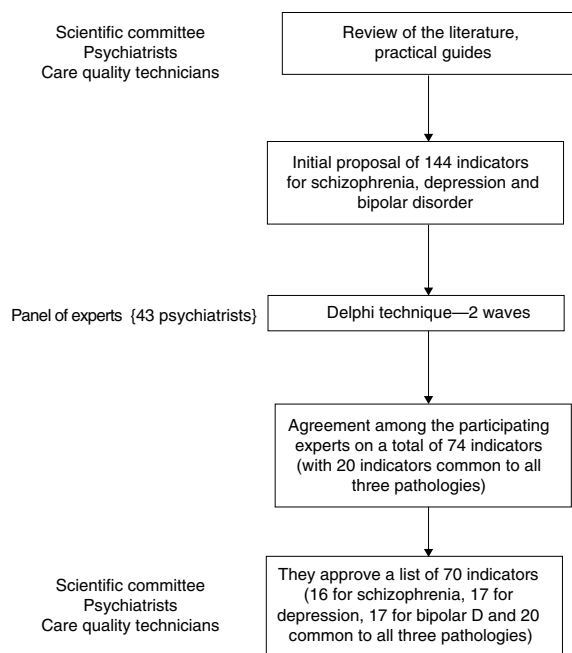 Scientific committee
Psychiatrists
Care quality technicians
Review of the literature,
practical guides
Initial proposal of 144 indicators
for schizophrenia, depression and
bipolar disorder
Panel of experts {43 psychiatrists}
Delphi technique—2 waves
Agreement among the participating
experts on a total of 74 indicators
(with 20 indicators common to all
three pathologies)
Scientific committee
Psychiatrists
Care quality technicians
They approve a list of 70 indicators
(16 for schizophrenia, 17 for
depression, 17 for bipolar D and 20
common to all three pathologies)